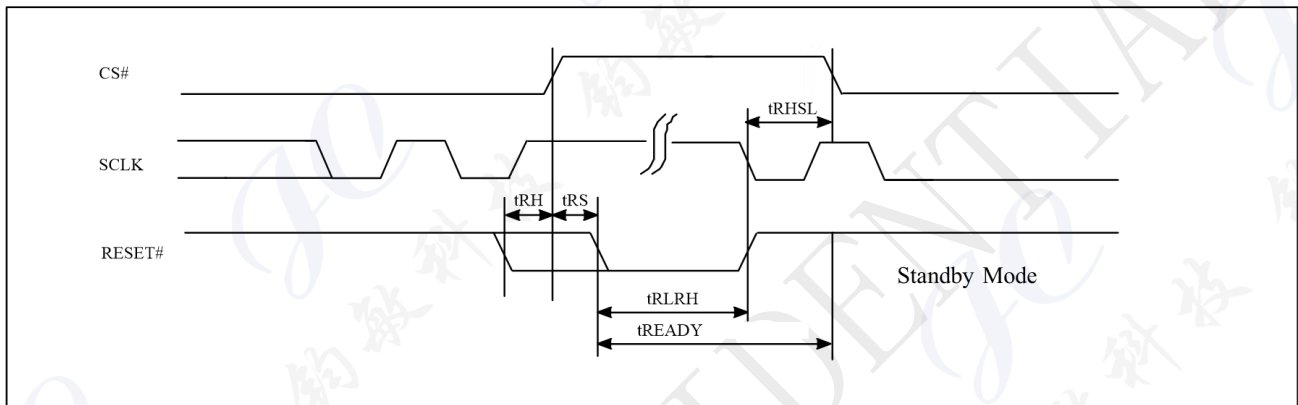 CS#
tRHSL
SCLK
tRH
tRS
RESET#
Standby Mode
tRLRH
tREADY